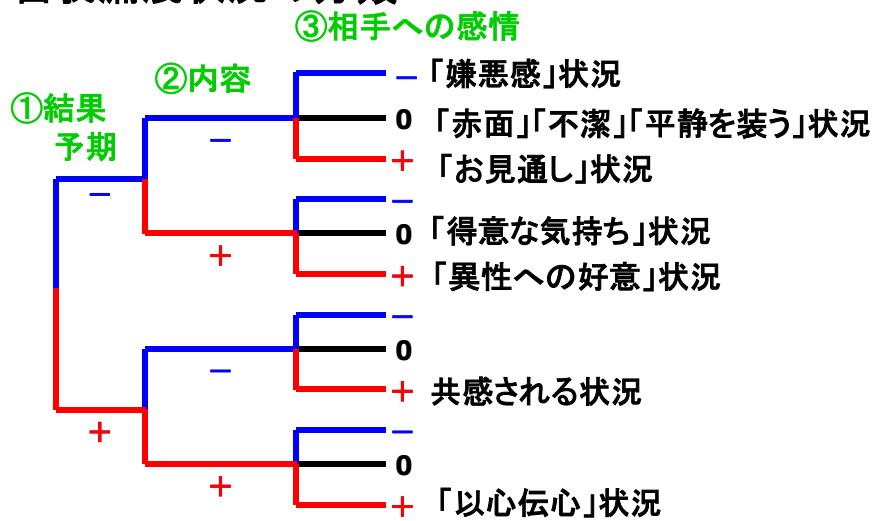 ③相手への感情
②内容
①結果
予期
－「嫌悪感」状況
－
0 「赤面」「不潔」「平静を装う」状況
＋ 「お見通し」状況
－
－
0 「得意な気持ち」状況
＋
＋ 「異性への好意」状況
－
0
－
＋ 共感される状況
＋
－
0
＋
＋ 「以心伝心」状況